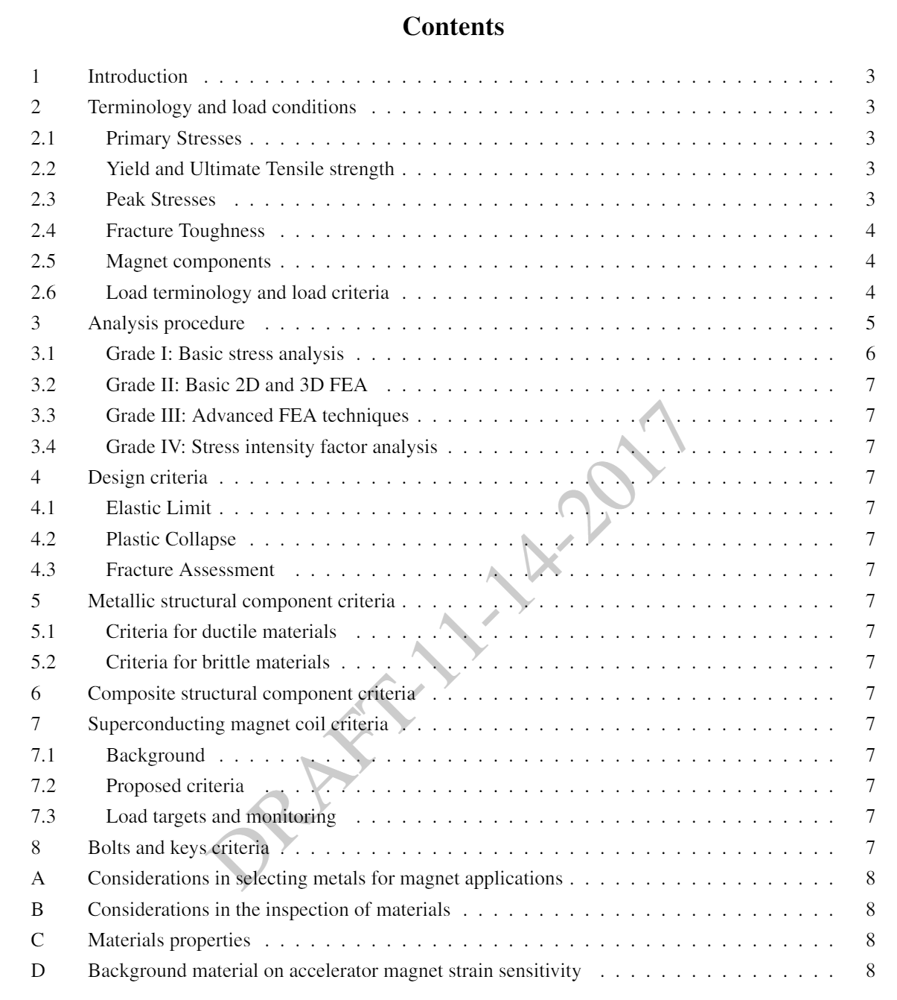 Contents
1 Introduction . . . . . . . . . . . . . . . . . . . . . . . . . . . . . . . . . . . . . . . . . . 3
2 Terminology and load conditions . . . . . . . . . . . . . . . . . . . . . . . . . . . . . . . 3
2.1 Primary Stresses . . . . . . . . . . . . . . . . . . . . . . . . . . . . . . . . . . . . . . . 3
2.2 Yield and Ultimate Tensile strength . . . . . . . . . . . . . . . . . . . . . . . . . . . . . 3
2.3 Peak Stresses . . . . . . . . . . . . . . . . . . . . . . . . . . . . . . . . . . . . . . . . 3
2.4 Fracture Toughness . . . . . . . . . . . . . . . . . . . . . . . . . . . . . . . . . . . . . 4
2.5 Magnet components . . . . . . . . . . . . . . . . . . . . . . . . . . . . . . . . . . . . . 4
2.6 Load terminology and load criteria . . . . . . . . . . . . . . . . . . . . . . . . . . . . . 4
3 Analysis procedure . . . . . . . . . . . . . . . . . . . . . . . . . . . . . . . . . . . . . . 5
3.1 Grade I: Basic stress analysis . . . . . . . . . . . . . . . . . . . . . . . . . . . . . . . . 6
3.2 Grade II: Basic 2D and 3D FEA . . . . . . . . . . . . . . . . . . . . . . . . . . . . . . 7
3.3 Grade III: Advanced FEA techniques . . . . . . . . . . . . . . . . . . . . . . . . . . . . 7
3.4 Grade IV: Stress intensity factor analysis . . . . . . . . . . . . . . . . . . . . . . . . . . 7
4 Design criteria . . . . . . . . . . . . . . . . . . . . . . . . . . . . . . . . . . . . . . . . . 7
4.1 Elastic Limit . . . . . . . . . . . . . . . . . . . . . . . . . . . . . . . . . . . . . . . . . 7
4.2 Plastic Collapse . . . . . . . . . . . . . . . . . . . . . . . . . . . . . . . . . . . . . . . 7
4.3 Fracture Assessment . . . . . . . . . . . . . . . . . . . . . . . . . . . . . . . . . . . . 7
5 Metallic structural component criteria . . . . . . . . . . . . . . . . . . . . . . . . . . . . . 7
5.1 Criteria for ductile materials . . . . . . . . . . . . . . . . . . . . . . . . . . . . . . . . 7
5.2 Criteria for brittle materials . . . . . . . . . . . . . . . . . . . . . . . . . . . . . . . . . 7
6 Composite structural component criteria . . . . . . . . . . . . . . . . . . . . . . . . . . . 7
7 Superconducting magnet coil criteria . . . . . . . . . . . . . . . . . . . . . . . . . . . . . 7
7.1 Background . . . . . . . . . . . . . . . . . . . . . . . . . . . . . . . . . . . . . . . . . 7
7.2 Proposed criteria . . . . . . . . . . . . . . . . . . . . . . . . . . . . . . . . . . . . . . 7
7.3 Load targets and monitoring . . . . . . . . . . . . . . . . . . . . . . . . . . . . . . . . 7
8 Bolts and keys criteria . . . . . . . . . . . . . . . . . . . . . . . . . . . . . . . . . . . . . 7
A Considerations in selecting metals for magnet applications . . . . . . . . . . . . . . . . . . 8
B Considerations in the inspection of materials . . . . . . . . . . . . . . . . . . . . . . . . . 8
C Materials properties . . . . . . . . . . . . . . . . . . . . . . . . . . . . . . . . . . . . . . 8
D Background material on accelerator magnet strain sensitivity . . . . . . . . . . . . . . . . 8
DRAFT-11-14-2017